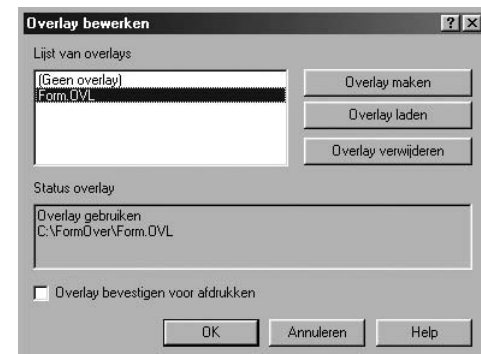 Overlay bewerken
Lijst van overlays
(Geen overlay)
Form.OVL
Overlay maken
Overlay laden
Overlay verwijderen
Status overlay
Overlay gebruiken
C:\FormOver\Form.OVL
Overlay bevestigen voor afdrukken
OK
Annuleren
Help